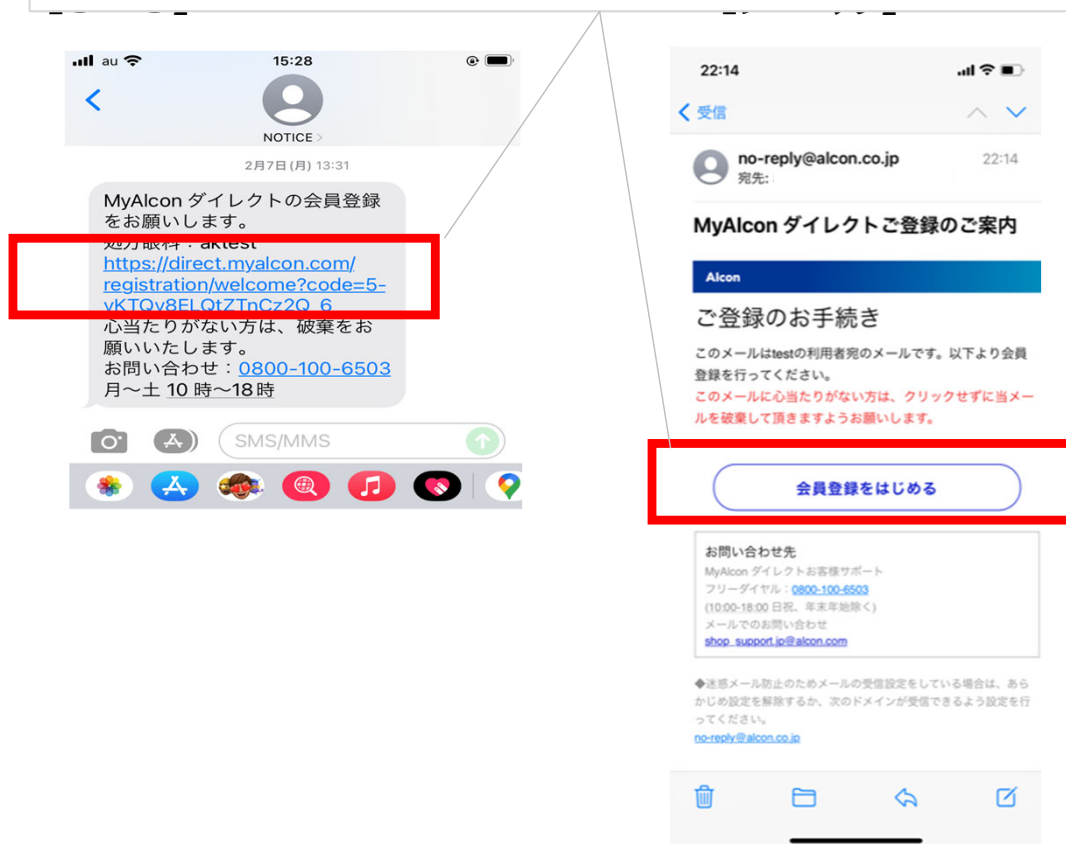 au
15:28
NOTICE >
2月7日(月) 13:31
MyAlcon ダイレクトの会員登録
をお願いします。
処方眼科：aktest
https://direct.myalcon.com/
registration/welcome?code=5-
vKTQv8ELQtZTnCz2Q_6
心当たりがない方は、破棄をお
願いいたします。
お問い合わせ：0800-100-6503
月〜土 10 時〜18時
SMS/MMS
22:14
受信
no-reply@alcon.co.jp
22:14
宛先:
MyAlcon ダイレクトご登録のご案内
Alcon
ご登録のお手続き
このメールはtestの利用者宛のメールです。以下より会員
登録を行ってください。
このメールに心当たりがない方は、クリックせずに当メー
ルを破棄して頂きますようお願いします。
会員登録をはじめる
お問い合わせ先
MyAlcon ダイレクトお客様サポート
フリーダイヤル：0800-100-6503
(10:00-18:00 日祝、年末年始除く)
メールでのお問い合わせ
shop_support.jp@alcon.com
◆迷惑メール防止のためメールの受信設定をしている場合は、あら
かじめ設定を解除するか、次のドメインが受信できるよう設定を行
ってください。
no-reply@alcon.co.jp